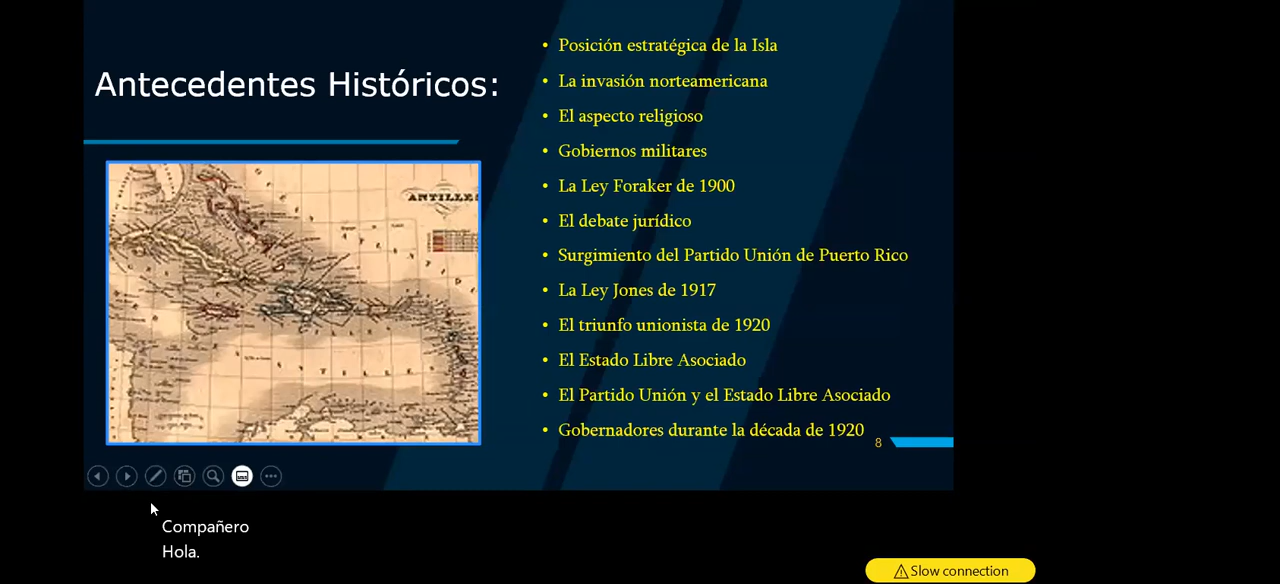 Antecedentes Históricos:
• Posición estratégica de la Isla
• La invasión norteamericana
• El aspecto religioso
• Gobiernos militares
• La Ley Foraker de 1900
• El debate jurídico
• Surgimiento del Partido Unión de Puerto Rico
• La Ley Jones de 1917
• El triunfo unionista de 1920
• El Estado Libre Asociado
• El Partido Unión y el Estado Libre Asociado
• Gobernadores durante la década de 1920
ANTILLES
8
Compañero
Hola.
Slow connection